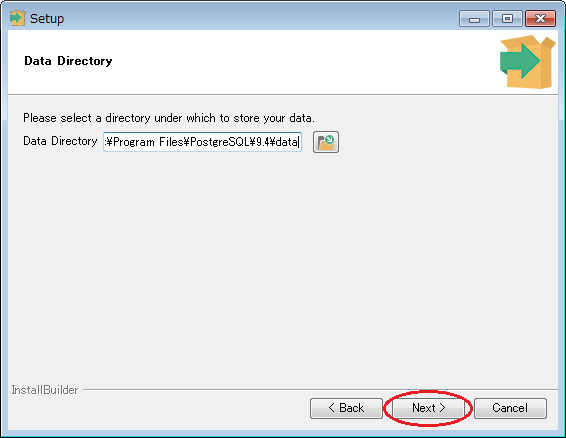 Setup
Data Directory
Please select a directory under which to store your data.
Data Directory :¥Program Files¥PostgreSQL¥9.4¥data
InstallBuilder
< Back Next > Cancel